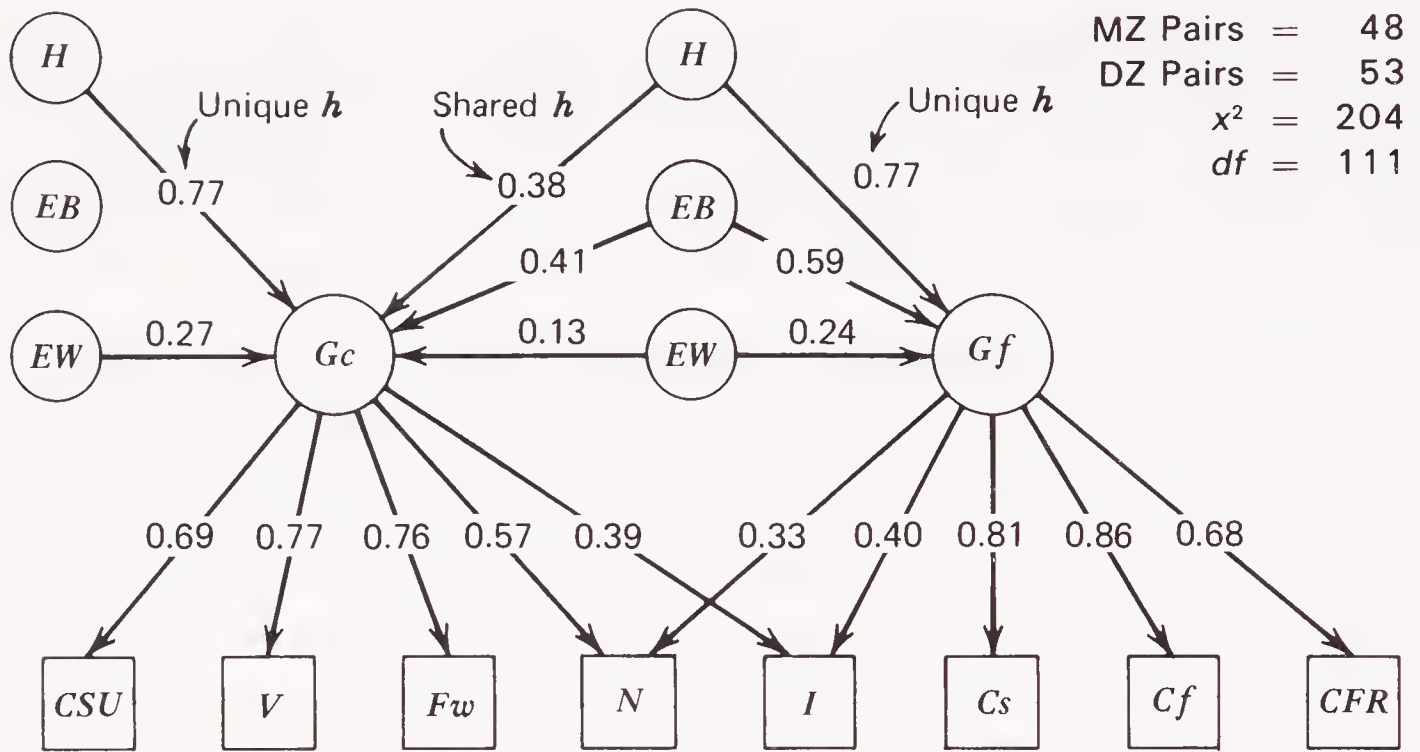 H
H
MZ Pairs = 48
DZ Pairs = 53
x² = 204
df = 111
Unique h
Shared h
Unique h
0.77
0.38
0.77
EB
EB
0.41
0.59
EW
0.27
Gc
0.13
EW
0.24
Gf
0.69
0.77
0.76
0.57
0.39
0.33
0.40
0.81
0.86
0.68
CSU
V
Fw
N
I
Cs
Cf
CFR